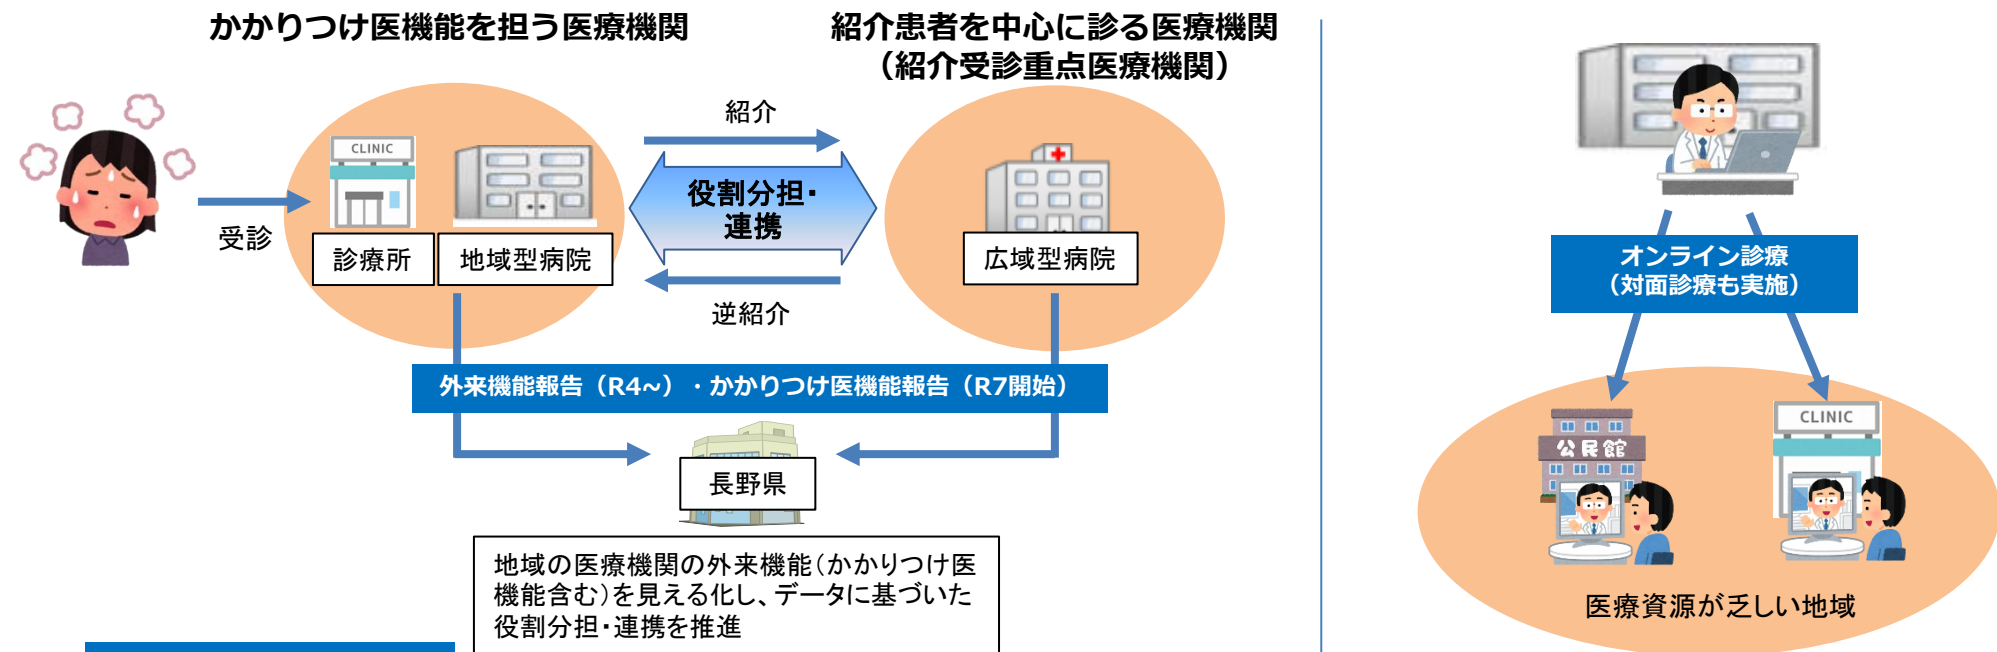 かかりつけ医機能を担う医療機関
紹介患者を中心に診る医療機関
（紹介受診重点医療機関）
受診
CLINIC
診療所
地域型病院
紹介
役割分担・
連携
逆紹介
広域型病院
外来機能報告（R4~）・かかりつけ医機能報告（R7開始）
長野県
地域の医療機関の外来機能（かかりつけ医
機能含む）を見える化し、データに基づいた
役割分担・連携を推進
オンライン診療
（対面診療も実施）
公民館
CLINIC
医療資源が乏しい地域